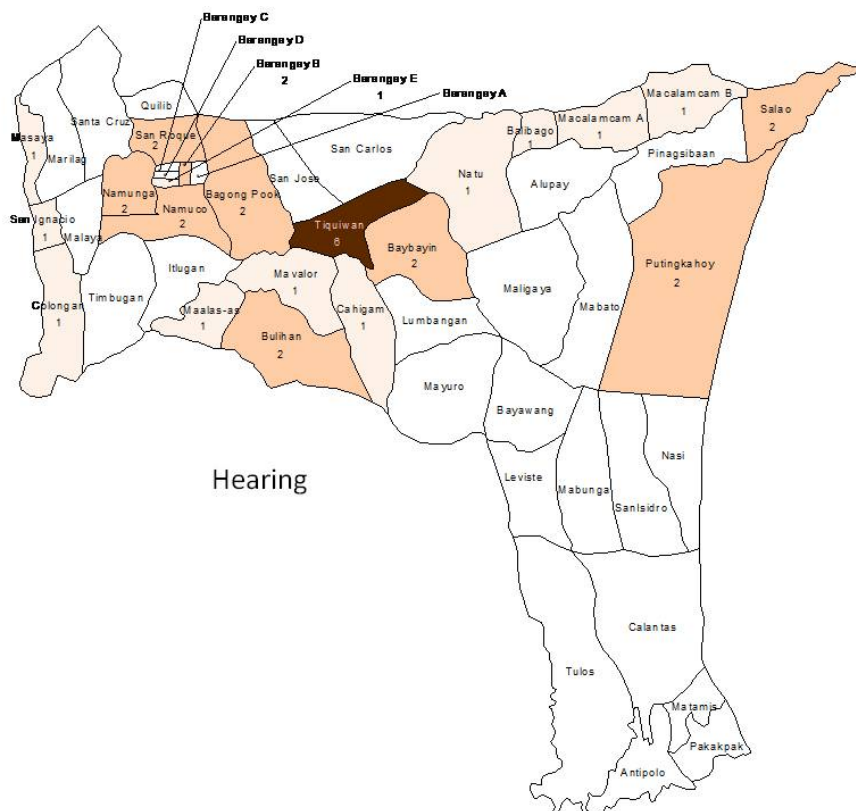 Barangay C
Barangay D
Barangay B
2
Barangay E
1
Barangay A
Quilib
Santa Cruz
Masaya
1
Marilag
San Roque
2
San Carlos
Balibago
1
Macalamcam A
1
Macalamcam B
1
Salao
2
Pinagsibaan
Natu
1
Alupay
San Jose
Namunga
2
Namuco
2
Bagong Pook
2
San Ignacio
1
Malaya
Tiquiwan
6
Baybayin
2
Putingkahoy
2
Itlugan
Mavalor
1
Colongan
1
Timbugan
Maalas-as
1
Cahigam
1
Maligaya
Mabato
Lumbangan
Bulihan
2
Mayuro
Bayawang
Hearing
Leviste
Mabunga
SanIsidro
Nasi
Calantas
Tulos
Matamis
Pakakpak
Antipolo